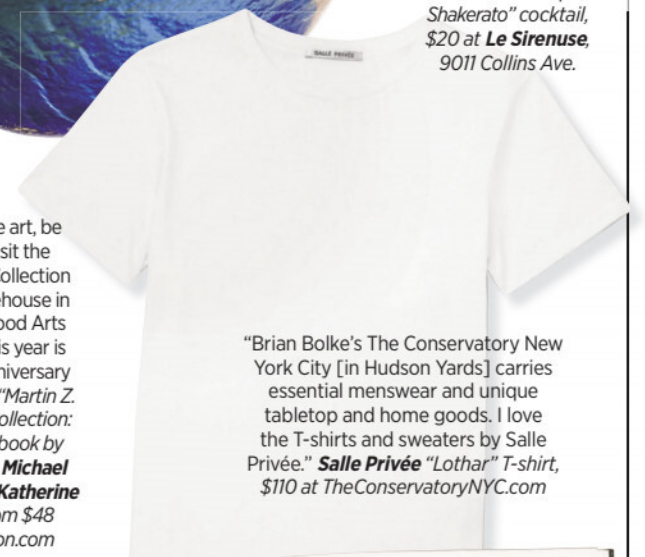 Shakerato” cocktail,
$20 at Le Sirenuse,
9011 Collins Ave.
SALLE PRIVÉE
e art, be
sit the
ollection
house in
ood Arts
is year is
niversary
“Martin Z.
ollection:
book by
Michael
Katherine
m $48
on.com
“Brian Bolke’s The Conservatory New
York City [in Hudson Yards] carries
essential menswear and unique
tabletop and home goods. I love
the T-shirts and sweaters by Salle
Privée.” Salle Privée “Lothar” T-shirt,
$110 at TheConservatoryNYC.com